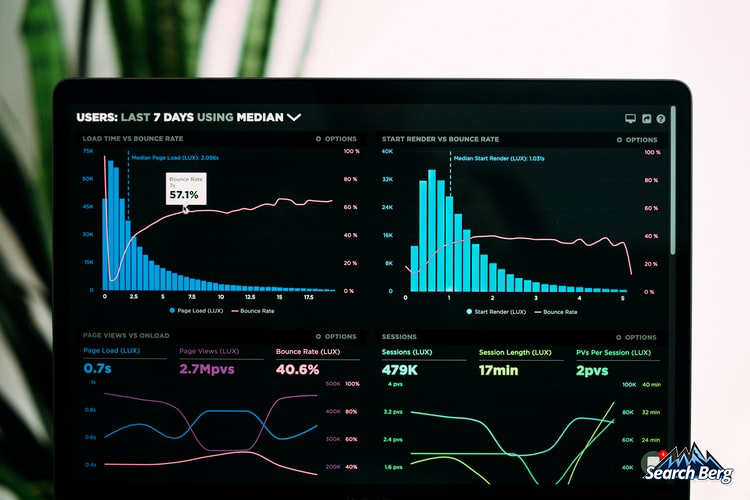 USERS: LAST 7 DAYS USING MEDIAN
LOAD TIME VS BOUNCE RATE
OPTIONS
75K
60K
45K
30K
15K
0
100 %
80 %
60 %
40 %
20 %
0 %
Median Page Load (LUX): 2.056s
Bounce Rate
7s
57.1%
0 2.5 5 7.5 10 12.5 15 17.5
Page Load (LUX) Bounce Rate
START RENDER VS BOUNCE RATE
OPTIONS
40K
32K
24K
16K
8K
0
100 %
80 %
60 %
40 %
20 %
0 %
Median Start Render (LUX): 1.031s
0 1 2 3 4 5
Start Render (LUX) Bounce Rate
PAGE VIEWS VS ONLOAD
OPTIONS
Page Load (LUX) Page Views (LUX) Bounce Rate (LUX)
0.7s 2.7Mpvs 40.6%
1s
0.8s
0.6s
0.4s
500K 100%
400K 80%
300K 60%
200K 40%
SESSIONS
OPTIONS
Sessions (LUX) Session Length (LUX) PVs Per Session (LUX)
479K 17min 2pvs
4 pvs
3.2 pvs
2.4 pvs
1.6 pvs
100K 40 min
80K 32 min
60K 24 min
40K
4
Search Berg